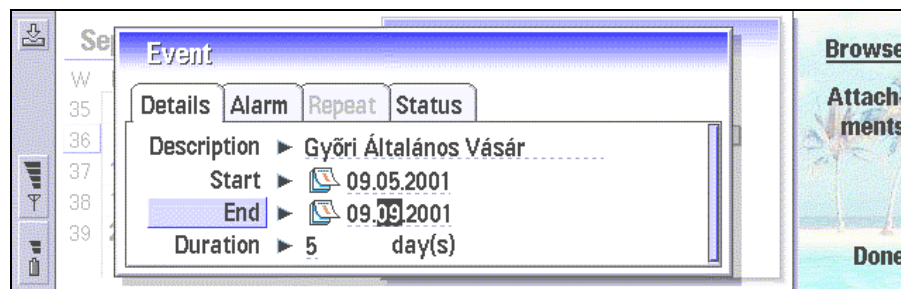 Sep
Event
W
Details Alarm Repeat Status
35
36
37
38
39
Description Győri Általános Vásár
Start 09.05.2001
End 09.09.2001
Duration 5 day(s)
Browse
Attach-
ments
Done